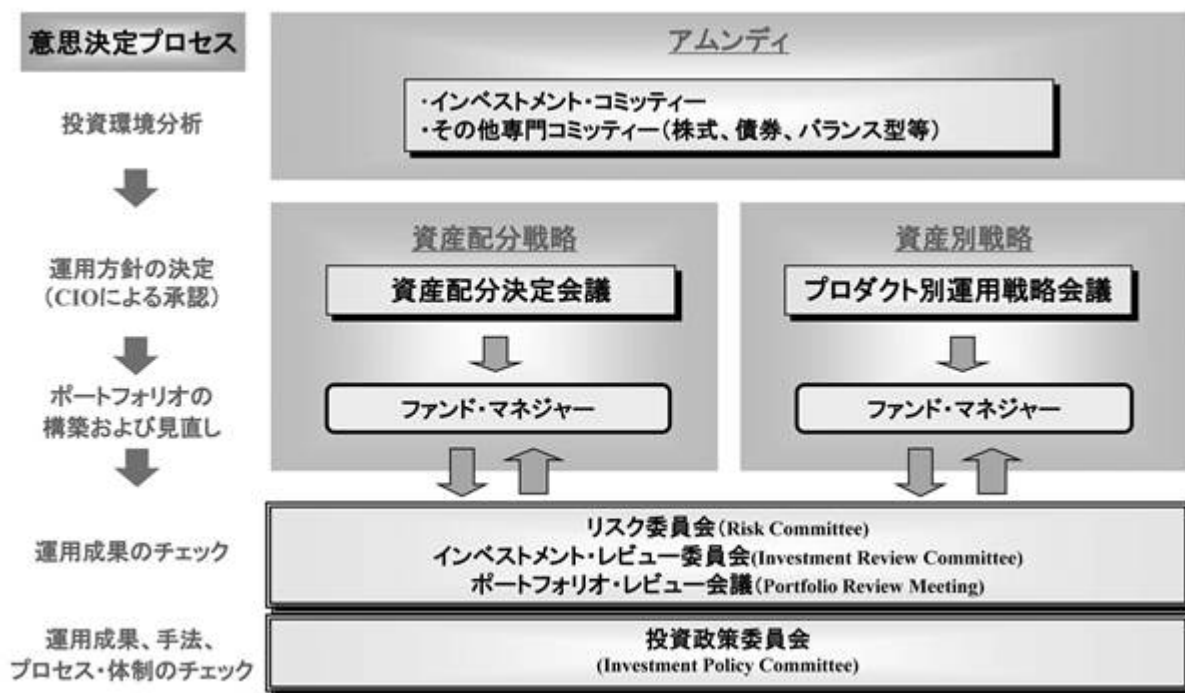 意思決定プロセス
アムンディ
・インベストメント・コミッティー
・その他専門コミッティー(株式、債券、バランス型等)
投資環境分析
資産配分戦略
資産別戦略
運用方針の決定
(CIOによる承認)
資産配分決定会議
プロダクト別運用戦略会議
ポートフォリオの
構築および見直し
ファンド・マネジャー
ファンド・マネジャー
運用成果のチェック
リスク委員会(Risk Committee)
インベストメント・レビュー委員会(Investment Review Committee)
ポートフォリオ・レビュー会議(Portfolio Review Meeting)
運用成果、手法、
プロセス・体制のチェック
投資政策委員会
(Investment Policy Committee)